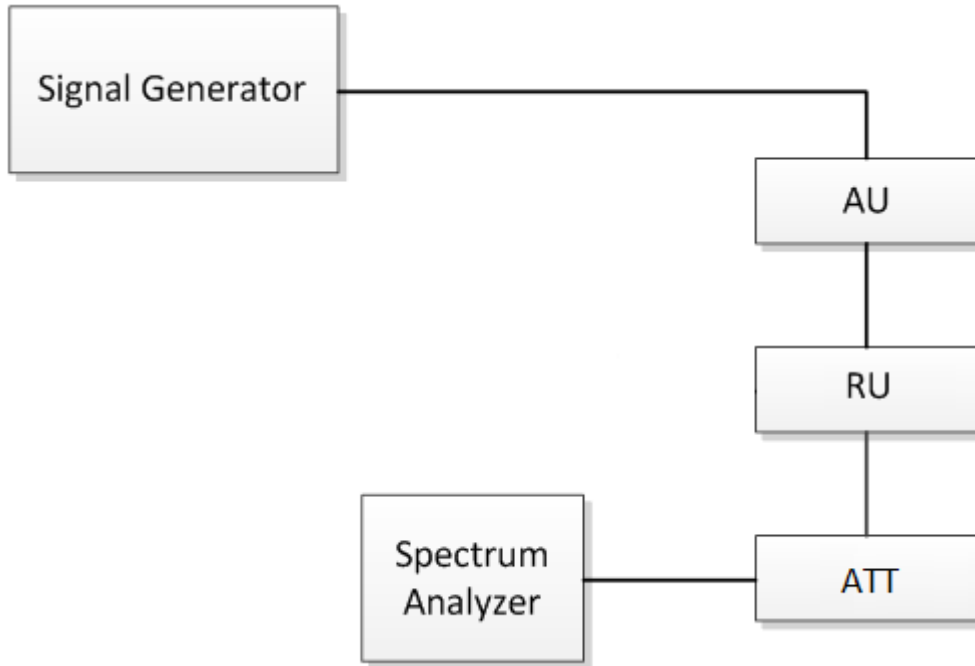 Signal Generator
AU
RU
ATT
Spectrum
Analyzer